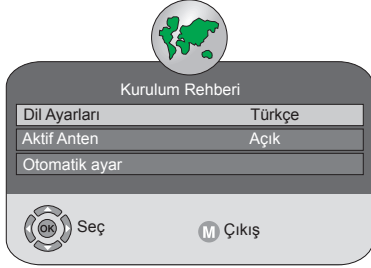 Kurulum Rehberi
Dil Ayarları Türkçe
Aktif Anten Açık
Otomatik ayar
OK Seç M Çıkış